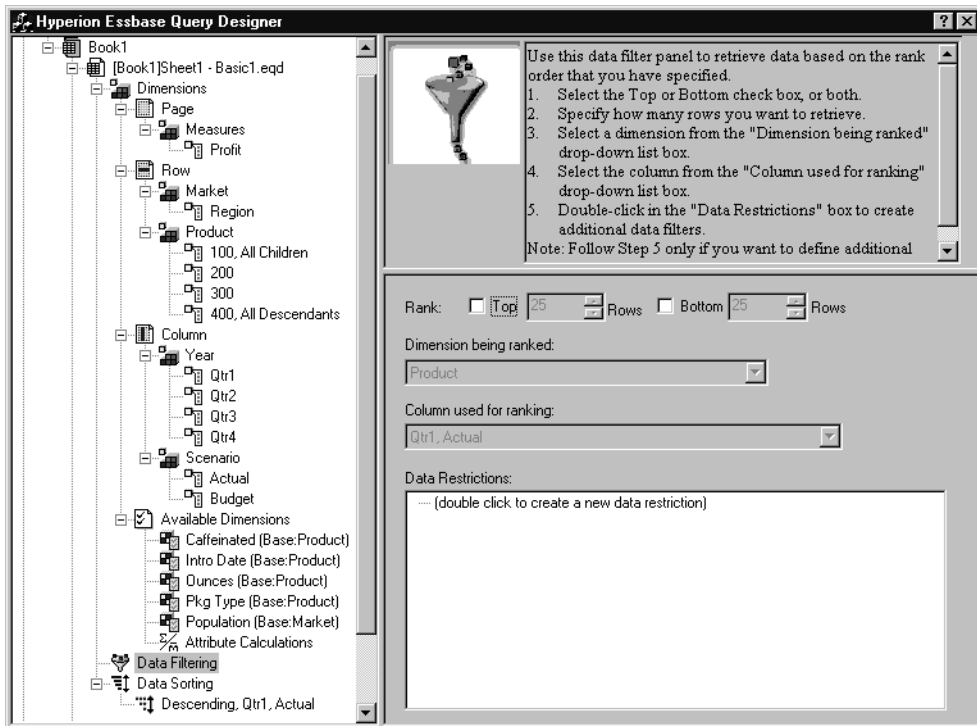 Hyperion Essbase Query Designer
Book1
[Book1]Sheet1 - Basic1.eqd
Dimensions
Page
Measures
Profit
Row
Market
Region
Product
100, All Children
200
300
400, All Descendants
Column
Year
Qtr1
Qtr2
Qtr3
Qtr4
Scenario
Actual
Budget
Available Dimensions
Caffeinated (Base:Product)
Intro Date (Base:Product)
Ounces (Base:Product)
Pkg Type (Base:Product)
Population (Base:Market)
Attribute Calculations
Data Filtering
Data Sorting
Descending, Qtr1, Actual
Use this data filter panel to retrieve data based on the rank
order that you have specified.
1. Select the Top or Bottom check box, or both.
2. Specify how many rows you want to retrieve.
3. Select a dimension from the "Dimension being ranked"
drop-down list box.
4. Select the column from the "Column used for ranking"
drop-down list box.
5. Double-click in the "Data Restrictions" box to create
additional data filters.
Note: Follow Step 5 only if you want to define additional
Rank: Top 25 Rows Bottom 25 Rows
Dimension being ranked:
Product
Column used for ranking:
Qtr1, Actual
Data Restrictions:
(double click to create a new data restriction)